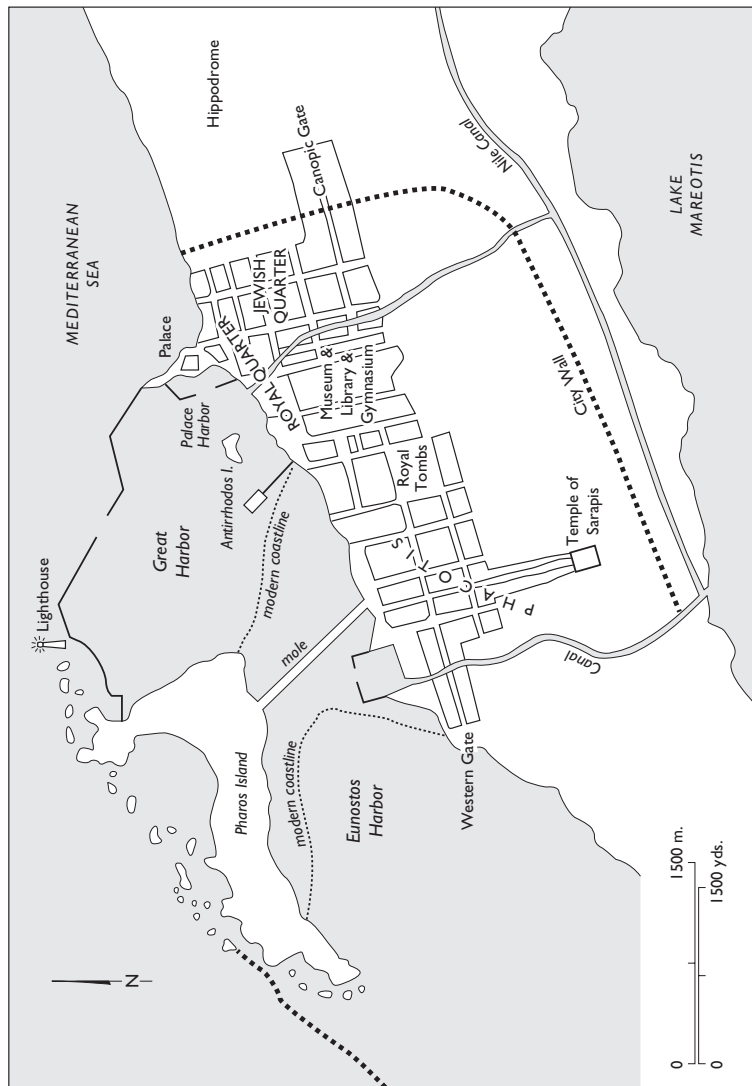 MEDITERRANEAN
SEA
Hippodrome
Lighthouse
Palace
Palace
Harbor
Great
Harbor
Antirrhodos I.
ROYAL QUARTER
JEWISH
QUARTER
Canopic Gate
Nile Canal
modern coastline
Museum &
Library &
Gymnasium
mole
Pharos Island
Royal
Tombs
LAKE
MAREOTIS
modern coastline
Eunostos
Harbor
PHACOTIS
City Wall
Western Gate
Canal
Temple of
Sarapis
N
0 1500 m.
0 1500 yds.